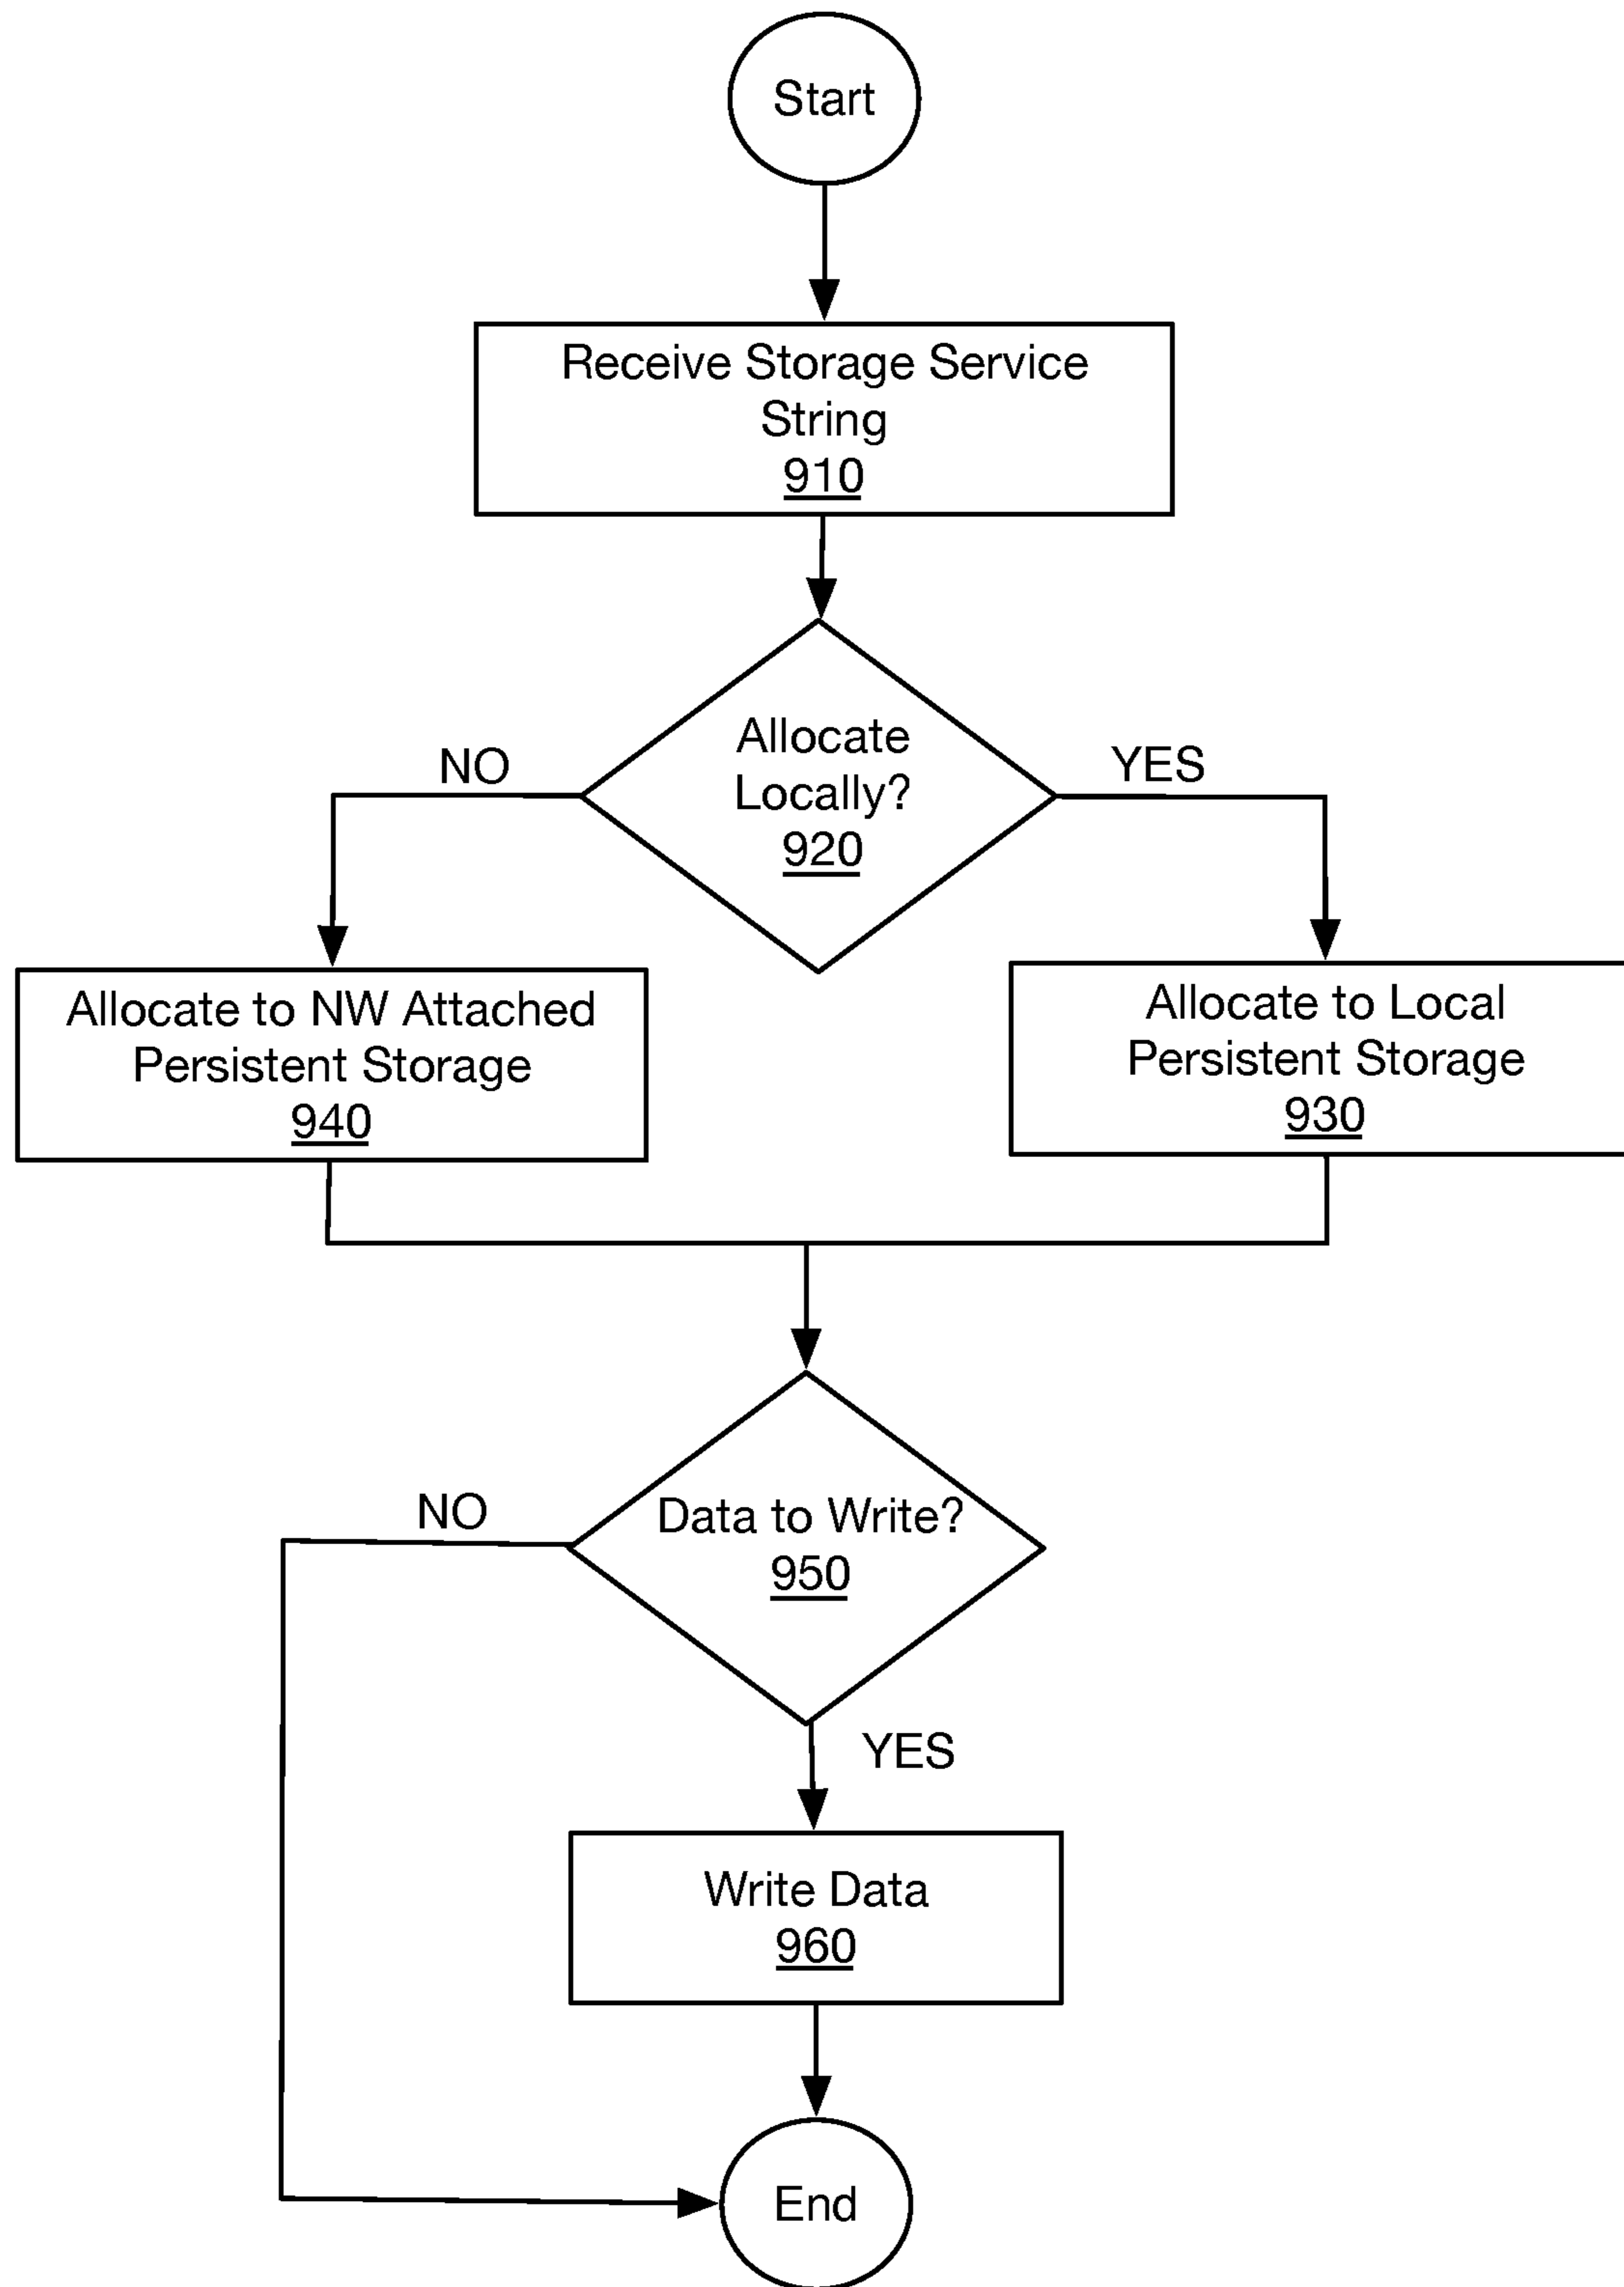 Start
Receive Storage Service
String
910
Allocate
Locally?
920
NO
YES
Allocate to NW Attached
Persistent Storage
940
Allocate to Local
Persistent Storage
930
Data to Write?
950
NO
YES
Write Data
960
End